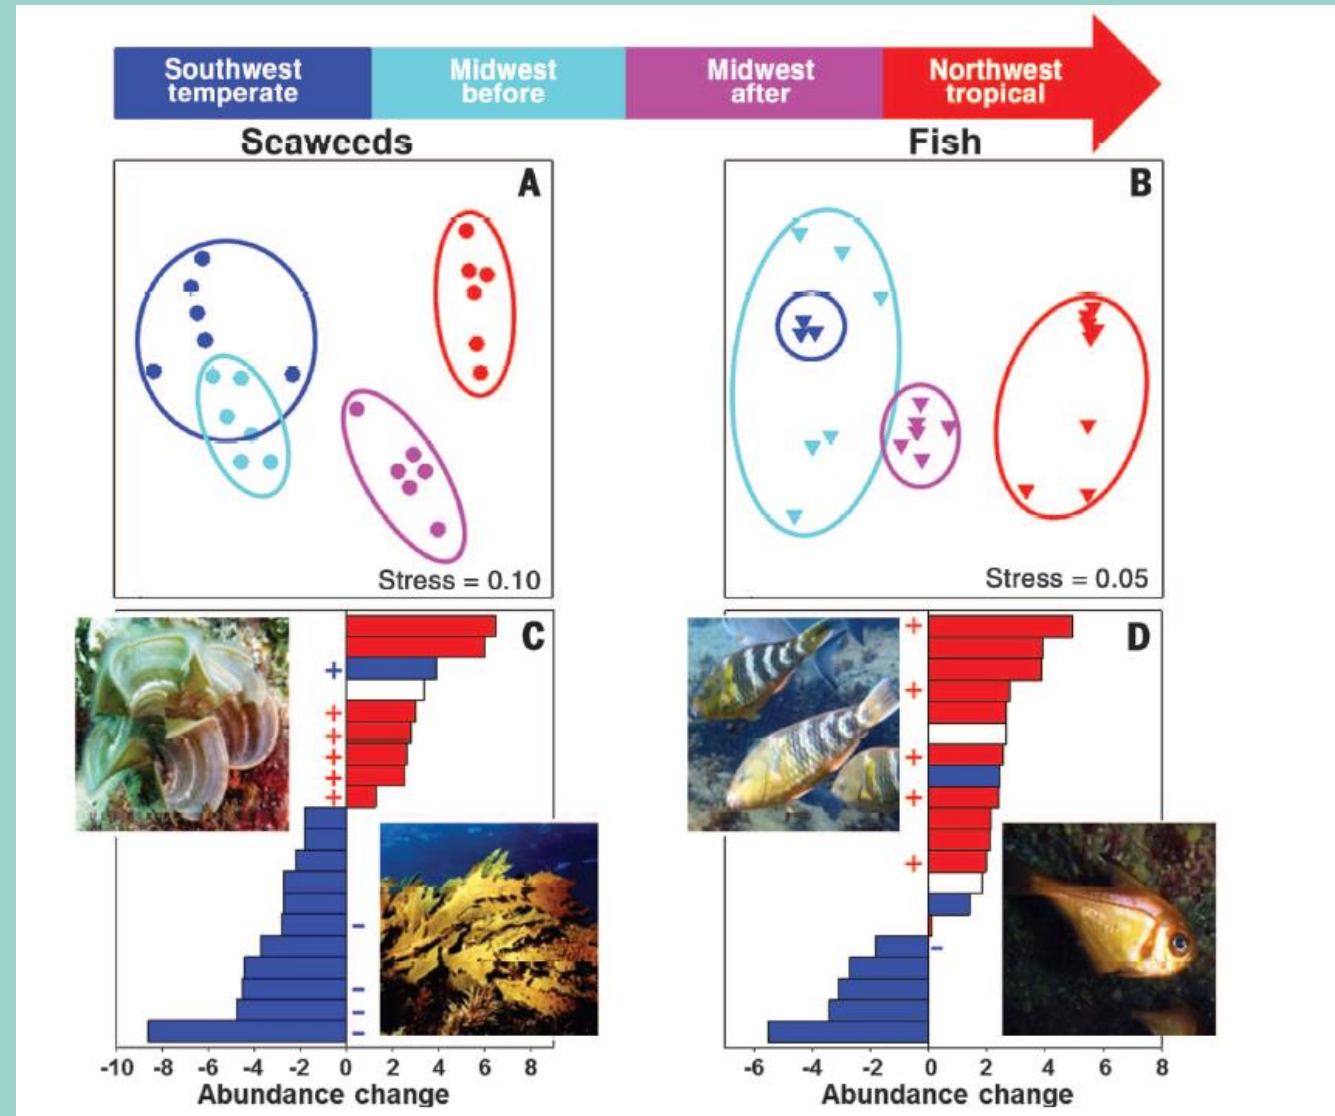 Southwest
temperate
Midwest
before
Midwest
after
Northwest
tropical
Scawccds
Fish
A
B
Stress = 0.10
Stress = 0.05
C
+
+
+
+
+
+
-
-
-
-
-10 -8 -6 -4 -2 0 2 4 6 8
Abundance change
D
+
+
+
+
+
-
-6 -4 -2 0 2 4 6 8
Abundance change